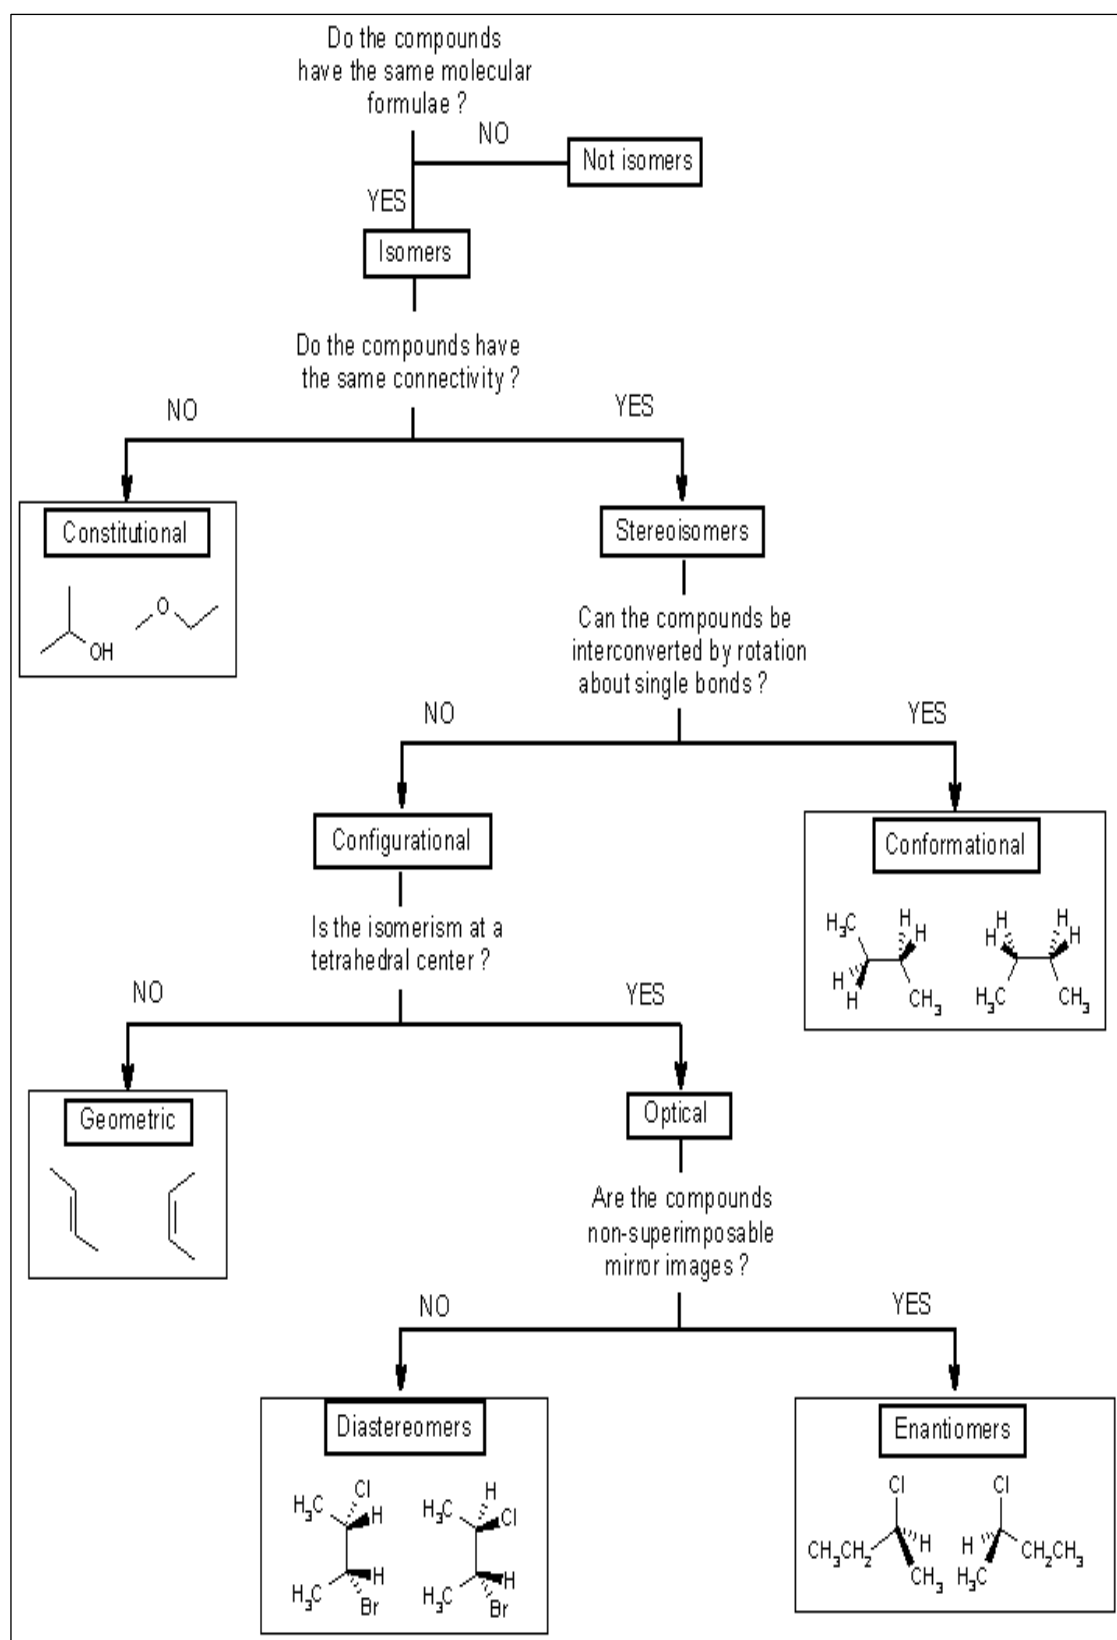 Do the compounds
have the same molecular
formulae ?
NO
Not isomers
YES
Isomers
Do the compounds have
the same connectivity ?
NO
YES
Constitutional
O
OH
Stereoisomers
Can the compounds be
interconverted by rotation
about single bonds ?
NO
YES
Configurational
Conformational
H₃C
H
H
H
H
CH₃
H
H
H
H
H₃C
CH₃
Is the isomerism at a
tetrahedral center ?
NO
YES
Geometric
Optical
Are the compounds
non-superimposable
mirror images ?
NO
YES
Diastereomers
Cl
H₃C
H
H₃C
H
Br
H
H₃C
Cl
H₃C
H
Br
Enantiomers
Cl
CH₃CH₂
H
CH₃
Cl
H
CH₂CH₃
H₃C